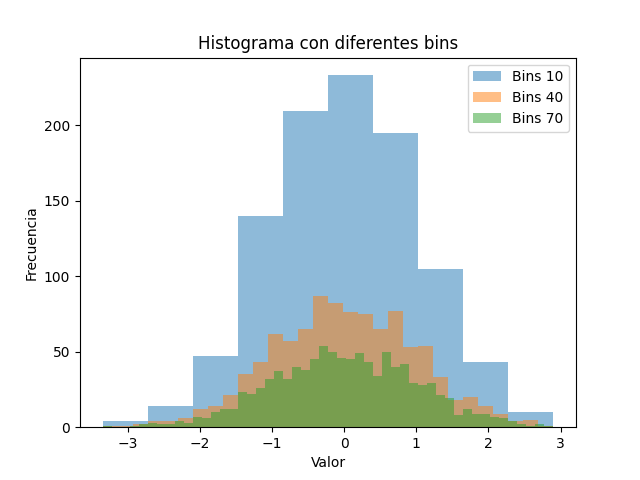 Histograma con diferentes bins
Bins 10
Bins 40
Bins 70
Frecuencia
200
150
100
50
0
−3
−2
−1
0
1
2
3
Valor